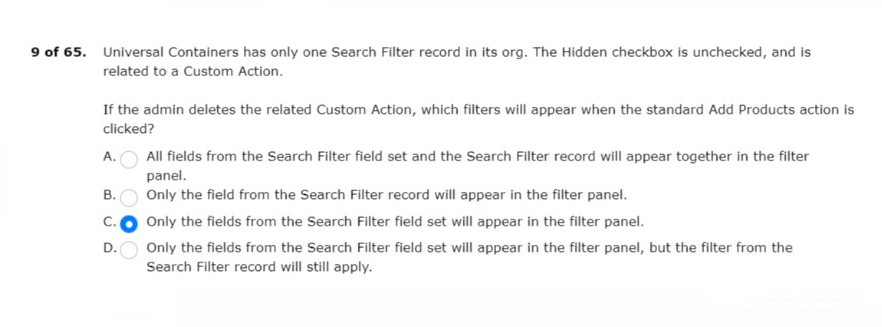 9 of 65. Universal Containers has only one Search Filter record in its org. The Hidden checkbox is unchecked, and is
related to a Custom Action.
If the admin deletes the related Custom Action, which filters will appear when the standard Add Products action is
clicked?
A. All fields from the Search Filter field set and the Search Filter record will appear together in the filter
panel.
B. Only the field from the Search Filter record will appear in the filter panel.
C. Only the fields from the Search Filter field set will appear in the filter panel.
D. Only the fields from the Search Filter field set will appear in the filter panel, but the filter from the
Search Filter record will still apply.